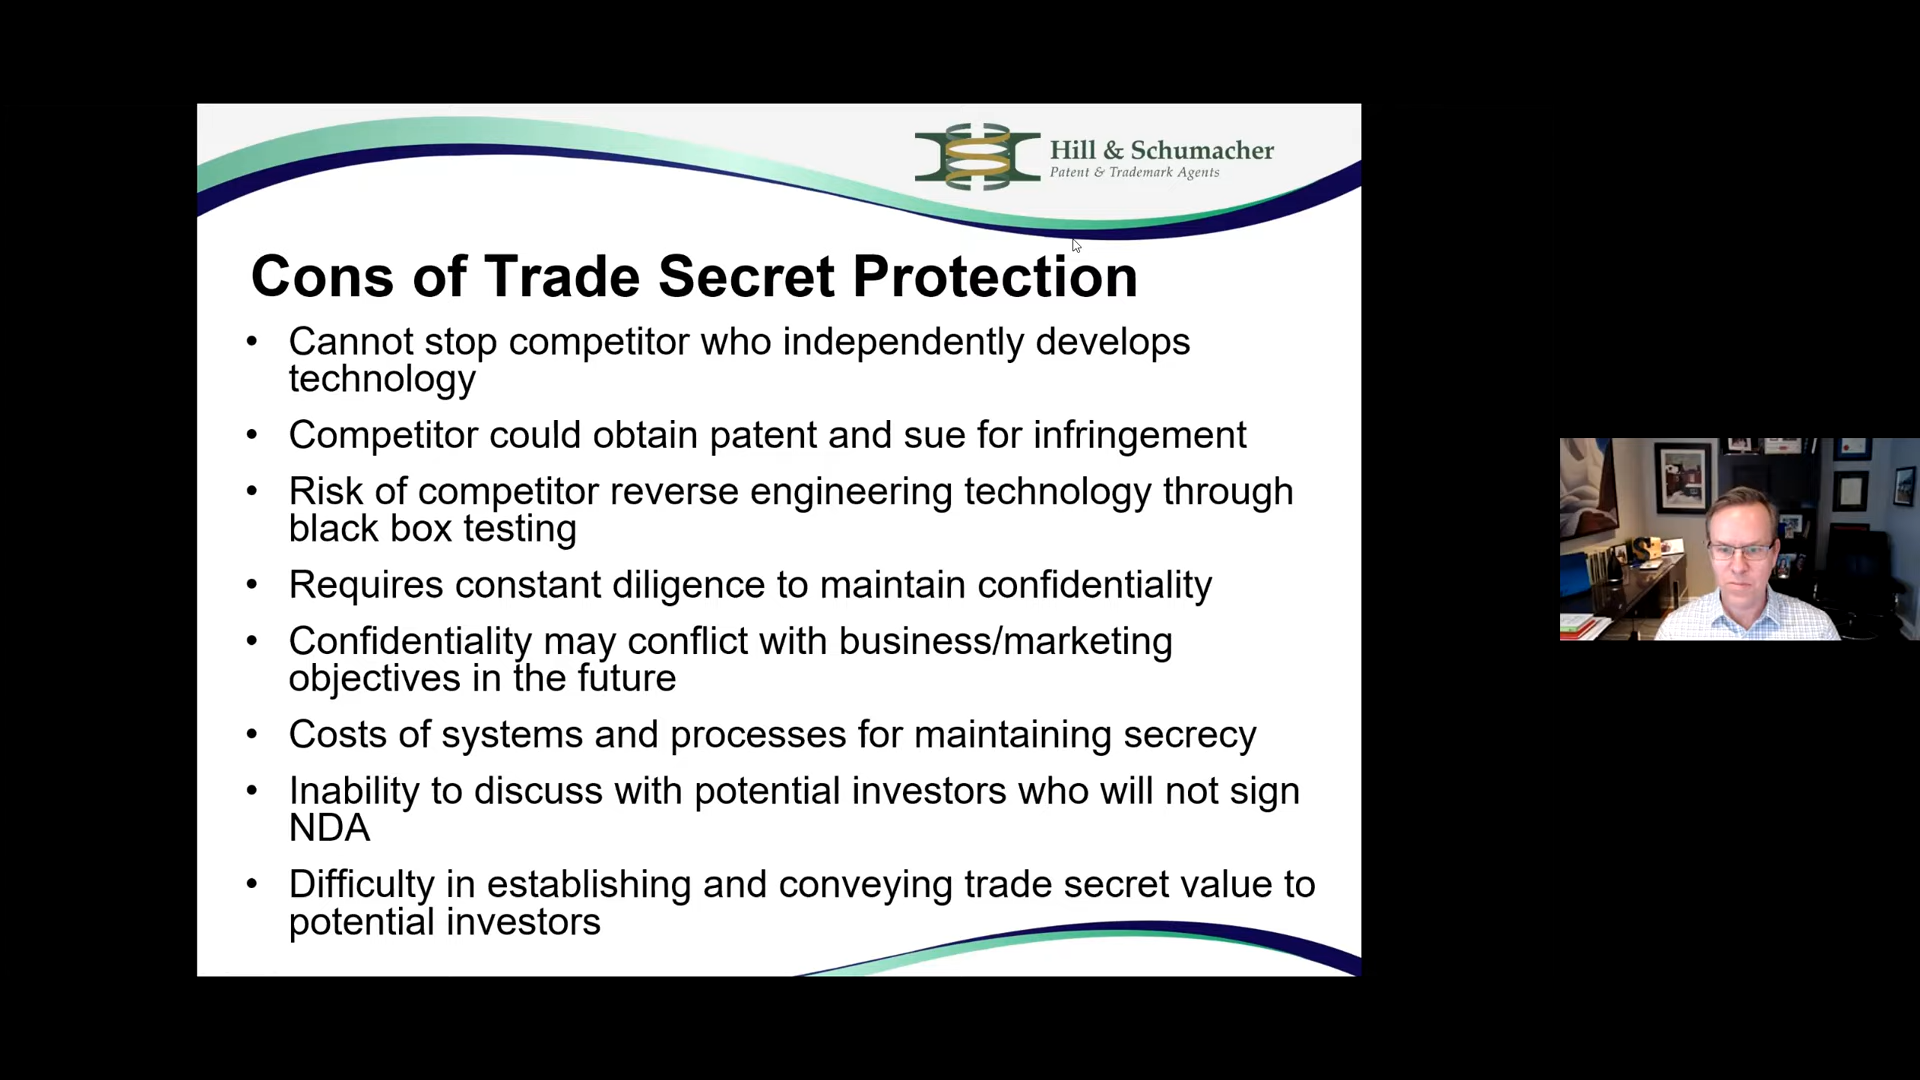 Hill & Schumacher
Patent & Trademark Agents
Cons of Trade Secret Protection
• Cannot stop competitor who independently develops
technology
• Competitor could obtain patent and sue for infringement
• Risk of competitor reverse engineering technology through
black box testing
• Requires constant diligence to maintain confidentiality
• Confidentiality may conflict with business/marketing
objectives in the future
• Costs of systems and processes for maintaining secrecy
• Inability to discuss with potential investors who will not sign
NDA
• Difficulty in establishing and conveying trade secret value to
potential investors